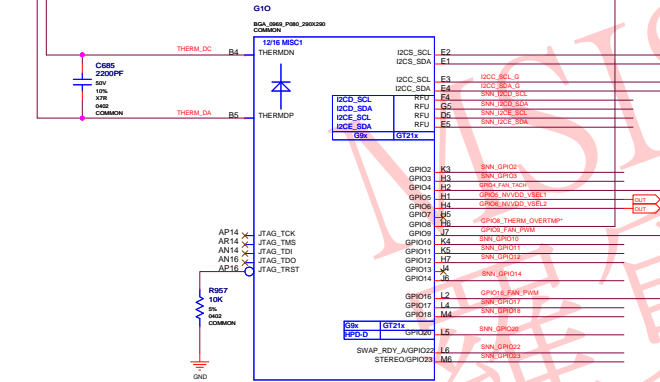 G1O
BGA_0969_P080_290X290
COMMON
12/16 MISC1
THERM_DC B4 THERMDN
C685
2200PF
50V
10%
X7R
0402
COMMON
THERM_DA B5 THERMDP
I2CS_SCL E2
I2CS_SDA E1
I2CC_SCL E3 I2CC_SCL_G
I2CC_SDA E4 I2CC_SDA_G
I2CD_SCL RFU F4 SNN_I2CD_SCL
I2CD_SDA RFU G5 SNN_I2CD_SDA
I2CE_SCL RFU D5 SNN_I2CE_SCL
I2CE_SDA RFU E5 SNN_I2CE_SDA
G9x GT21x
GPIO2 K3 SNN_GPIO2
GPIO3 H3 SNN_GPIO3
GPIO4 H2 GPIO4_FAN_TACH
GPIO5 H1 GPIO5_NVVDD_VSEL1 OUT
GPIO6 H4 GPIO6_NVVDD_VSEL2 OUT
GPIO7 H5
GPIO8 H6 GPIO8_THERM_OVERTMP*
GPIO9 J7 GPIO9_FAN_PWM
GPIO10 K4 SNN_GPIO10
GPIO11 K5 SNN_GPIO11
GPIO12 H7 SNN_GPIO12
GPIO13 J4
GPIO14 J6 SNN_GPIO14
AP14 JTAG_TCK
AR14 JTAG_TMS
AN14 JTAG_TDI
AN16 JTAG_TDO
AP16 JTAG_TRST
R957
10K
5%
0402
COMMON
GND
GPIO16 L2 GPIO16_FAN_PWM
GPIO17 L4 SNN_GPIO17
GPIO18 M4 SNN_GPIO18
G9x GT21x
HPD-D GPIO20 L5 SNN_GPIO20
SWAP_RDY_A/GPIO22 L6 SNN_GPIO22
STEREO/GPIO23 M6 SNN_GPIO23